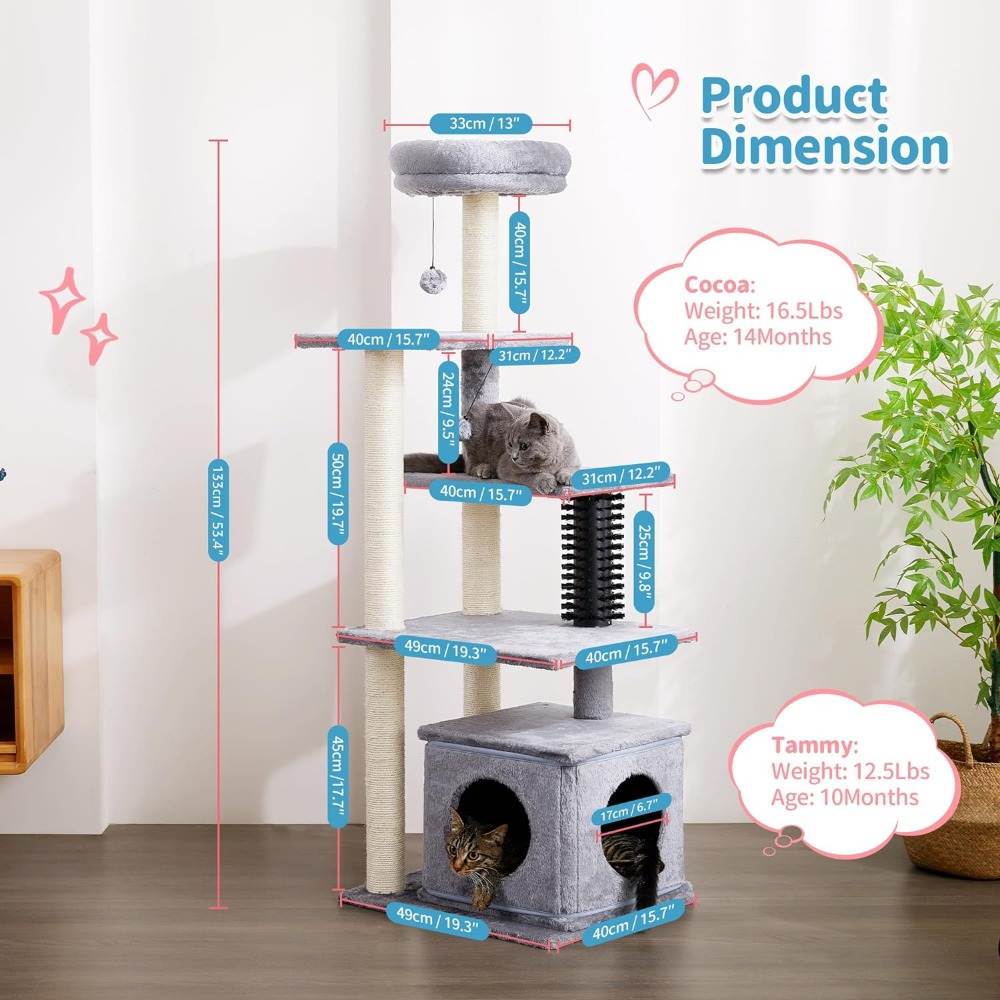 Product
Dimension
33cm / 13"
40cm / 15.7"
Cocoa:
Weight: 16.5Lbs
Age: 14Months
40cm / 15.7"
31cm / 12.2"
24cm / 9.5"
133cm / 53.4"
50cm / 19.7"
40cm / 15.7"
31cm / 12.2"
25cm / 9.8"
49cm / 19.3"
40cm / 15.7"
45cm / 17.7"
Tammy:
Weight: 12.5Lbs
Age: 10Months
17cm / 6.7"
49cm / 19.3"
40cm / 15.7"